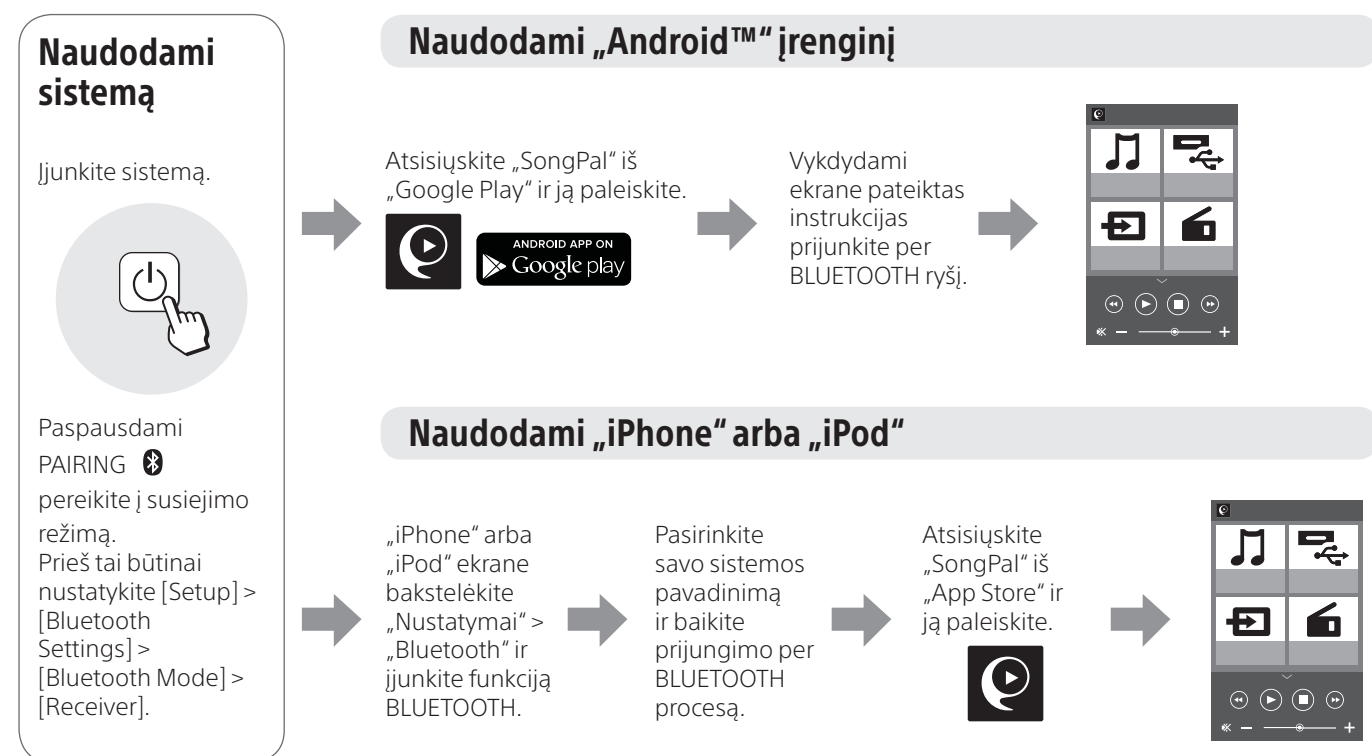 Naudodami
sistemą
Įjunkite sistemą.
Paspausdami
PAIRING
pereikite į susiejimo
režimą.
Prieš tai būtinai
nustatykite [Setup] >
[Bluetooth
Settings] >
[Bluetooth Mode] >
[Receiver].
Naudodami „Android™“ įrenginį
Atsisiųskite „SongPal“ iš
„Google Play“ ir ją paleiskite.
ANDROID APP ON
Google play
Vykdydami
ekrane pateiktas
instrukcijas
prijunkite per
BLUETOOTH ryšį.
Naudodami „iPhone“ arba „iPod“
„iPhone“ arba
„iPod“ ekrane
bakstelėkite
„Nustatymai“ >
„Bluetooth“ ir
įjunkite funkciją
BLUETOOTH.
Pasirinkite
savo sistemos
pavadinimą
ir baikite
prijungimo per
BLUETOOTH
procesą.
Atsisiųskite
„SongPal“ iš
„App Store“ ir
ją paleiskite.